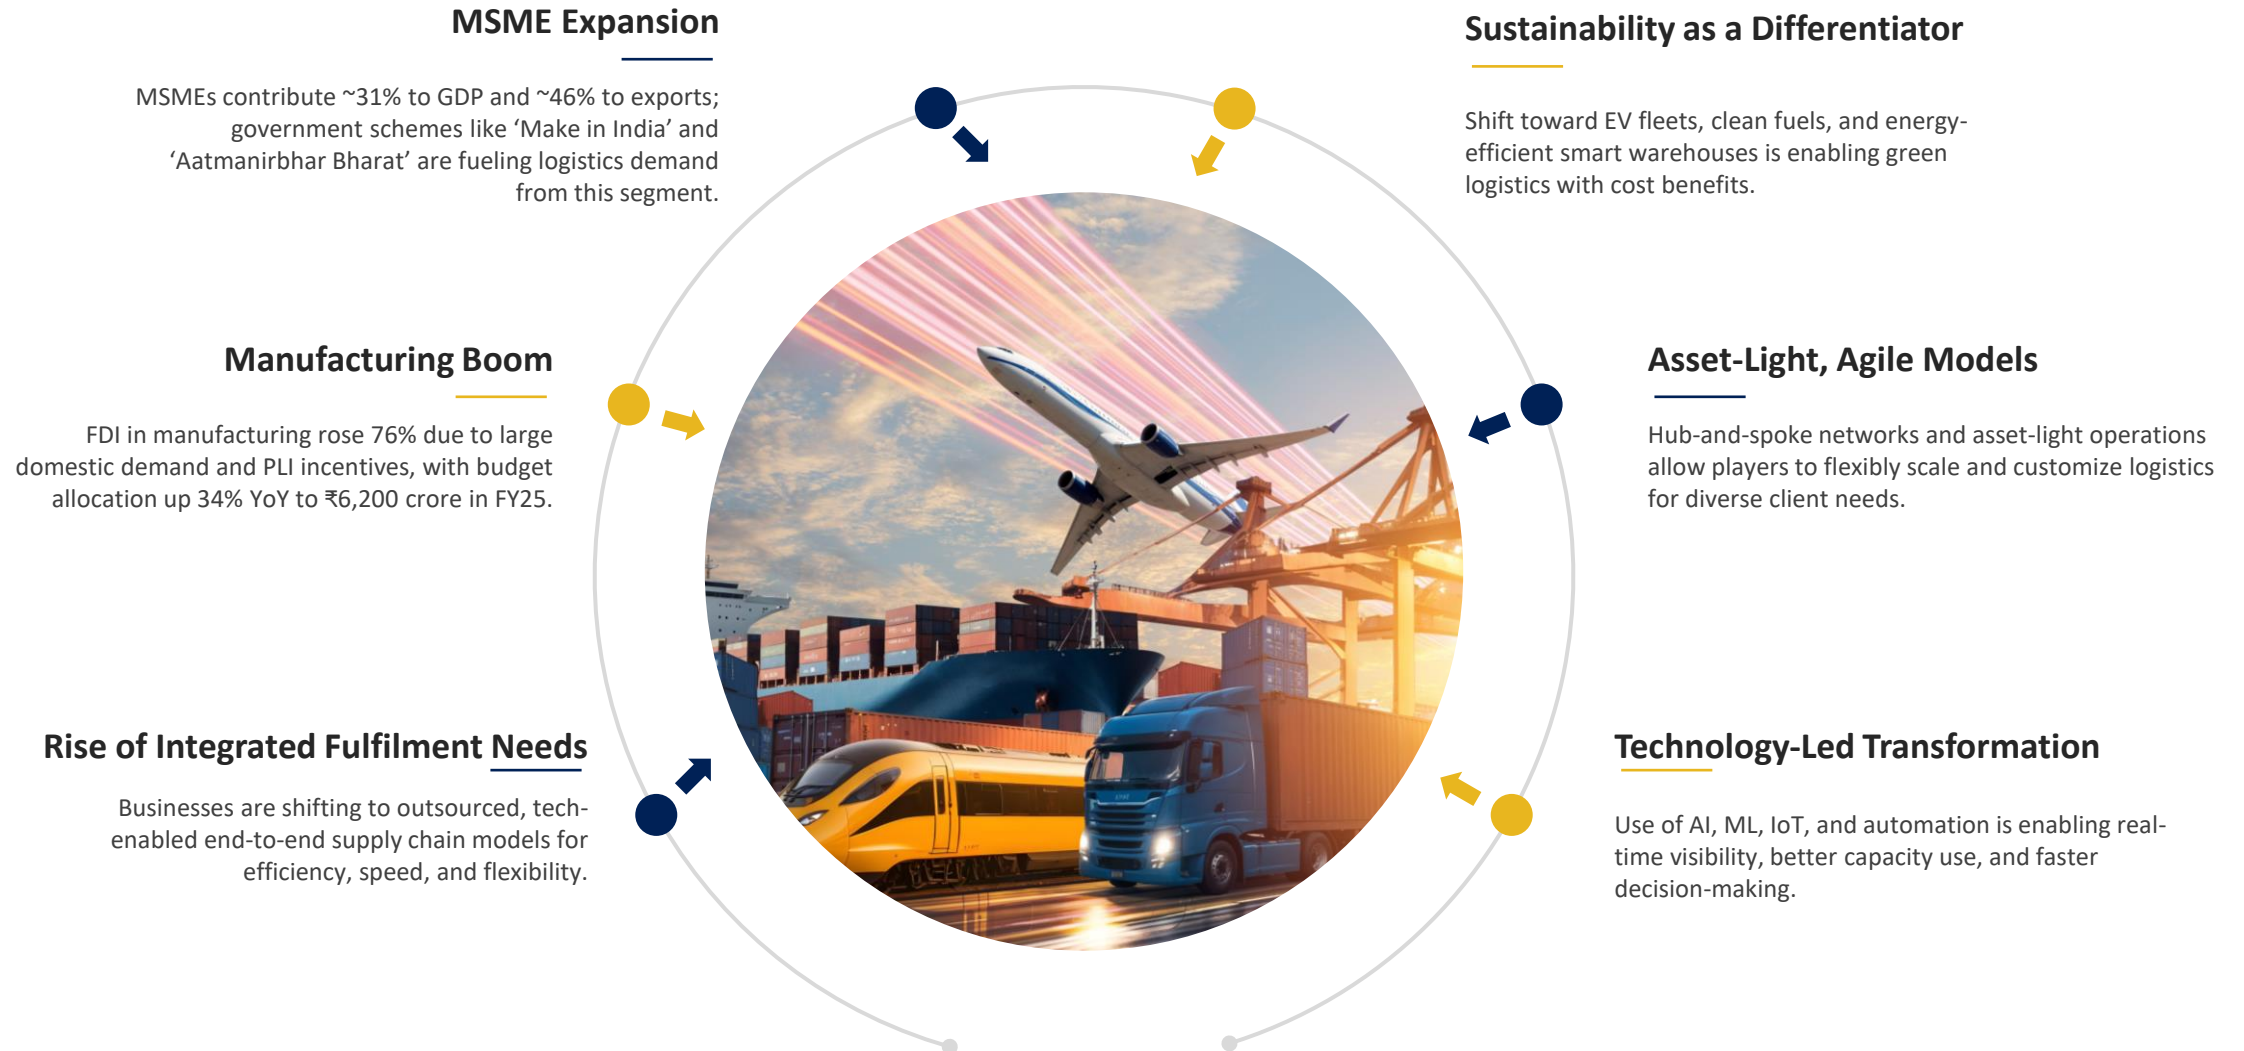 MSME Expansion
MSMEs contribute ~31% to GDP and ~46% to exports;
government schemes like ‘Make in India’ and
‘Aatmanirbhar Bharat’ are fueling logistics demand
from this segment.
Manufacturing Boom
FDI in manufacturing rose 76% due to large
domestic demand and PLI incentives, with budget
allocation up 34% YoY to ₹6,200 crore in FY25.
Rise of Integrated Fulfilment Needs
Businesses are shifting to outsourced, tech-
enabled end-to-end supply chain models for
efficiency, speed, and flexibility.
Sustainability as a Differentiator
Shift toward EV fleets, clean fuels, and energy-
efficient smart warehouses is enabling green
logistics with cost benefits.
Asset-Light, Agile Models
Hub-and-spoke networks and asset-light operations
allow players to flexibly scale and customize logistics
for diverse client needs.
Technology-Led Transformation
Use of AI, ML, IoT, and automation is enabling real-
time visibility, better capacity use, and faster
decision-making.